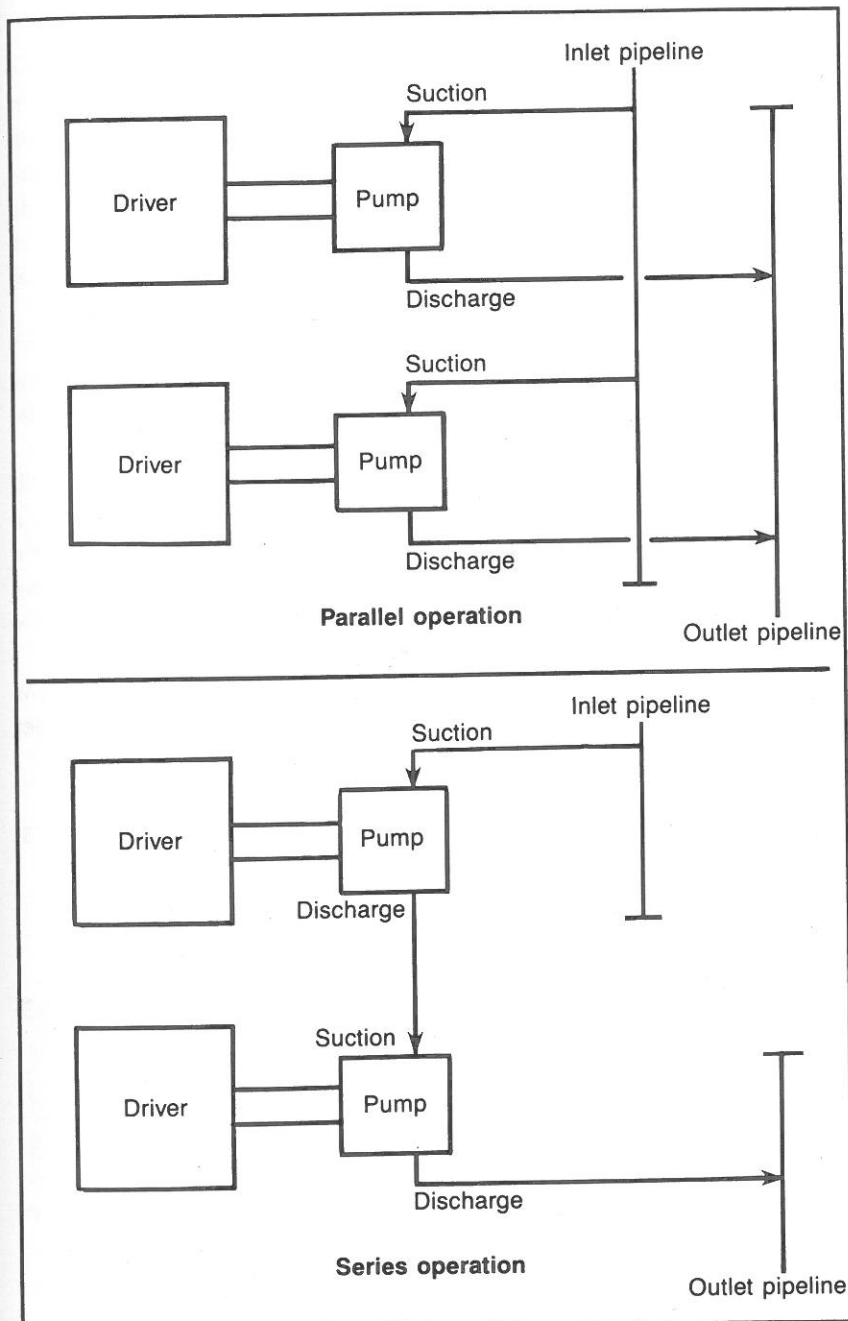 Inlet pipeline
Suction
Driver
Pump
Discharge
Suction
Driver
Pump
Discharge
Parallel operation
Outlet pipeline
Inlet pipeline
Suction
Driver
Pump
Discharge
Suction
Driver
Pump
Discharge
Series operation
Outlet pipeline